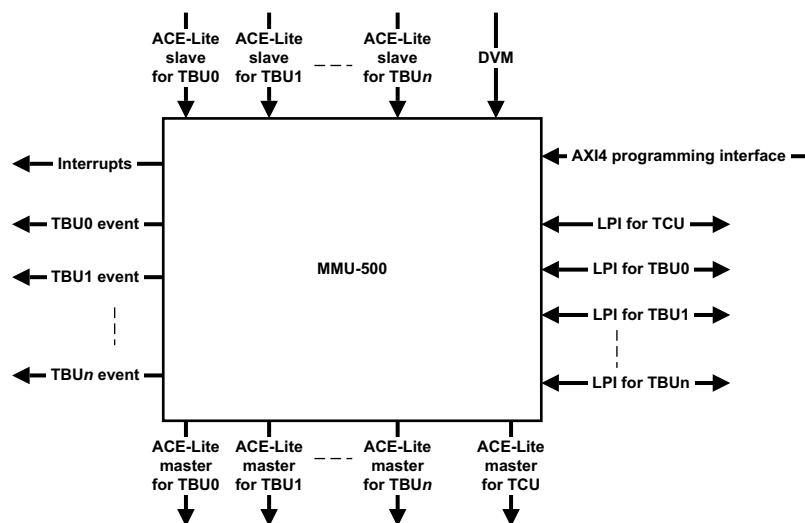 ACE-Lite
slave
for TBU0
ACE-Lite
slave
for TBU1
ACE-Lite
slave
for TBUn
DVM
Interrupts
AXI4 programming interface
TBU0 event
LPI for TCU
MMU-500
LPI for TBU0
TBU1 event
LPI for TBU1
TBUn event
LPI for TBUn
ACE-Lite
master
for TBU0
ACE-Lite
master
for TBU1
ACE-Lite
master
for TBUn
ACE-Lite
master
for TCU